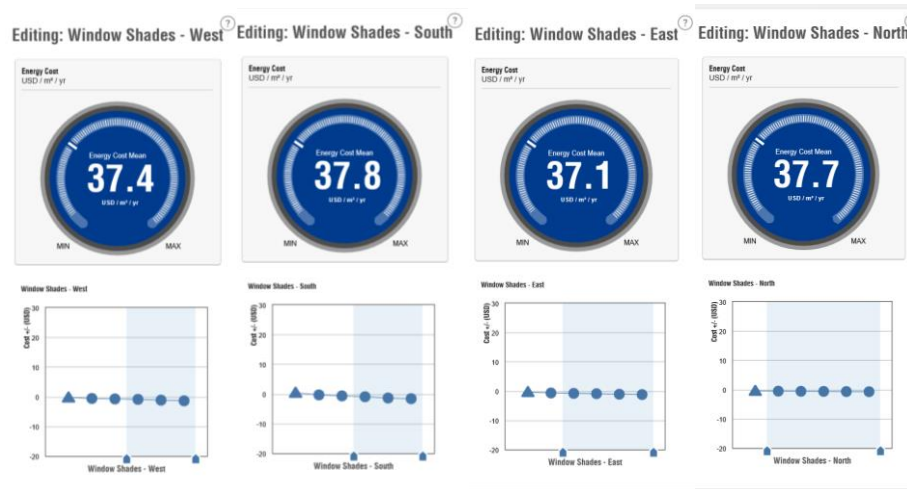 Editing: Window Shades - West ?
Energy Cost
USD / m² / yr
Energy Cost Mean
37.4
USD / m² / yr
MIN MAX
Window Shades - West
Cost +/- (USD)
30
20
10
0
-10
-20
Window Shades - West
Editing: Window Shades - South ?
Energy Cost
USD / m² / yr
Energy Cost Mean
37.8
USD / m² / yr
MIN MAX
Window Shades - South
Cost +/- (USD)
30
20
10
0
-10
-20
Window Shades - South
Editing: Window Shades - East ?
Energy Cost
USD / m² / yr
Energy Cost Mean
37.1
USD / m² / yr
MIN MAX
Window Shades - East
Cost +/- (USD)
30
20
10
0
-10
-20
Window Shades - East
Editing: Window Shades - North
Energy Cost
USD / m² / yr
Energy Cost Mean
37.7
USD / m² / yr
MIN MAX
Window Shades - North
Cost +/- (USD)
30
20
10
0
-10
-20
Window Shades - North